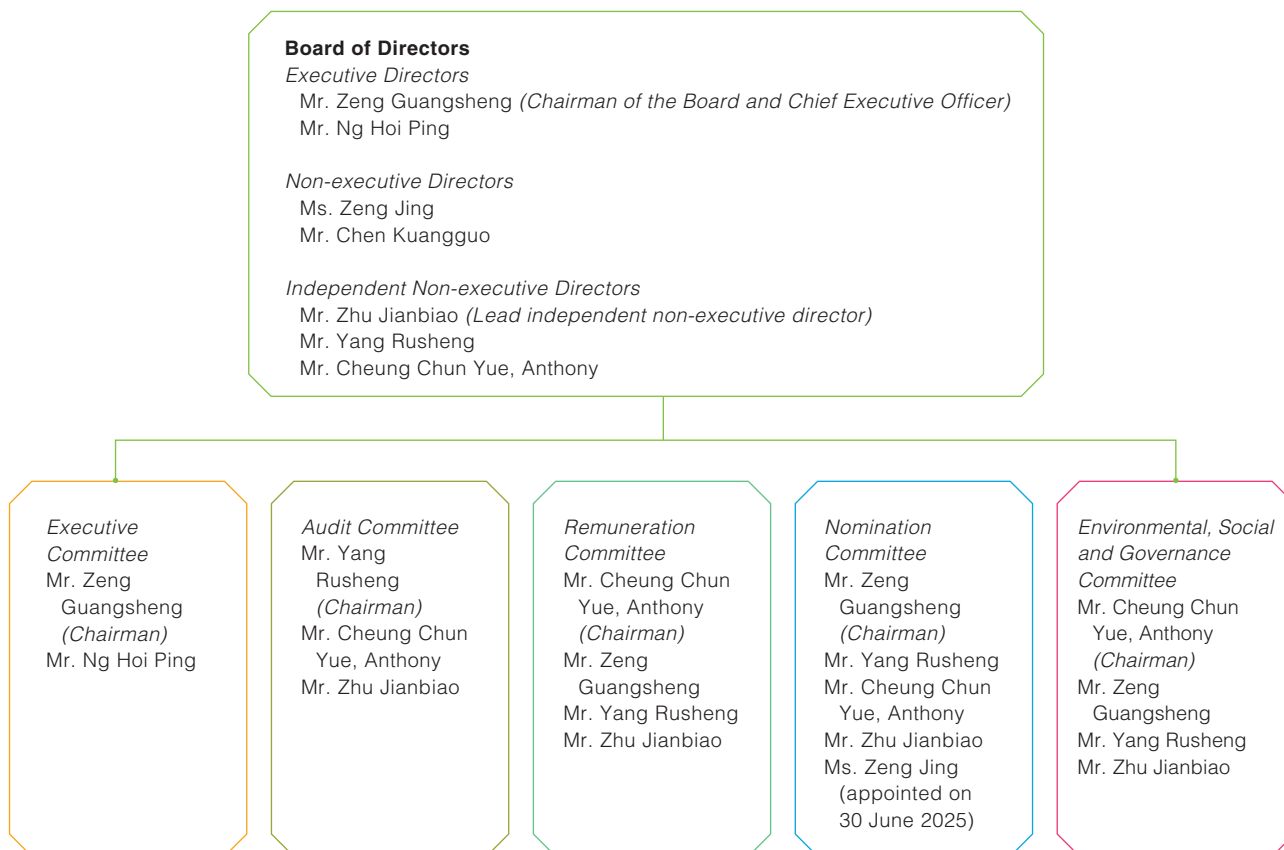 Board of Directors
Executive Directors
Mr. Zeng Guangsheng (Chairman of the Board and Chief Executive Officer)
Mr. Ng Hoi Ping
Non-executive Directors
Ms. Zeng Jing
Mr. Chen Kuangguo
Independent Non-executive Directors
Mr. Zhu Jianbiao (Lead independent non-executive director)
Mr. Yang Rusheng
Mr. Cheung Chun Yue, Anthony
Executive
Committee
Mr. Zeng
Guangsheng
(Chairman)
Mr. Ng Hoi Ping
Audit Committee
Mr. Yang
Rusheng
(Chairman)
Mr. Cheung Chun
Yue, Anthony
Mr. Zhu Jianbiao
Remuneration
Committee
Mr. Cheung Chun
Yue, Anthony
(Chairman)
Mr. Zeng
Guangsheng
Mr. Yang Rusheng
Mr. Zhu Jianbiao
Nomination
Committee
Mr. Zeng
Guangsheng
(Chairman)
Mr. Yang Rusheng
Mr. Cheung Chun
Yue, Anthony
Mr. Zhu Jianbiao
Ms. Zeng Jing
(appointed on
30 June 2025)
Environmental, Social
and Governance
Committee
Mr. Cheung Chun
Yue, Anthony
(Chairman)
Mr. Zeng
Guangsheng
Mr. Yang Rusheng
Mr. Zhu Jianbiao